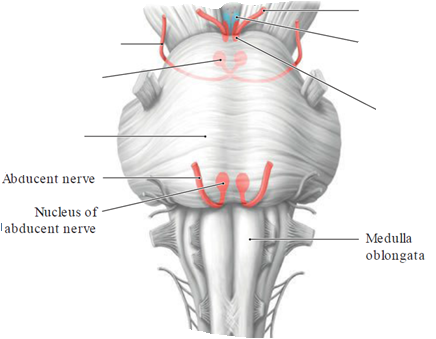 Abducent nerve
Nucleus of
abducent nerve
Medulla
oblongata